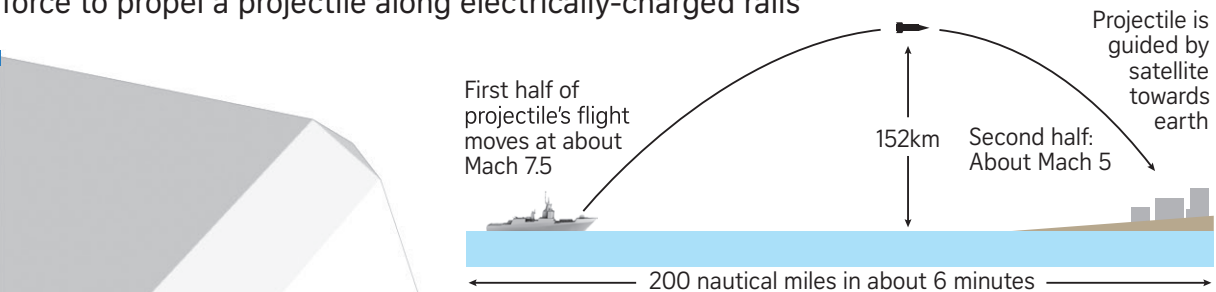 force to propel a projectile along electrically-charged rails
First half of
projectile's flight
moves at about
Mach 7.5
152km
Second half:
About Mach 5
Projectile is
guided by
satellite
towards
earth
200 nautical miles in about 6 minutes